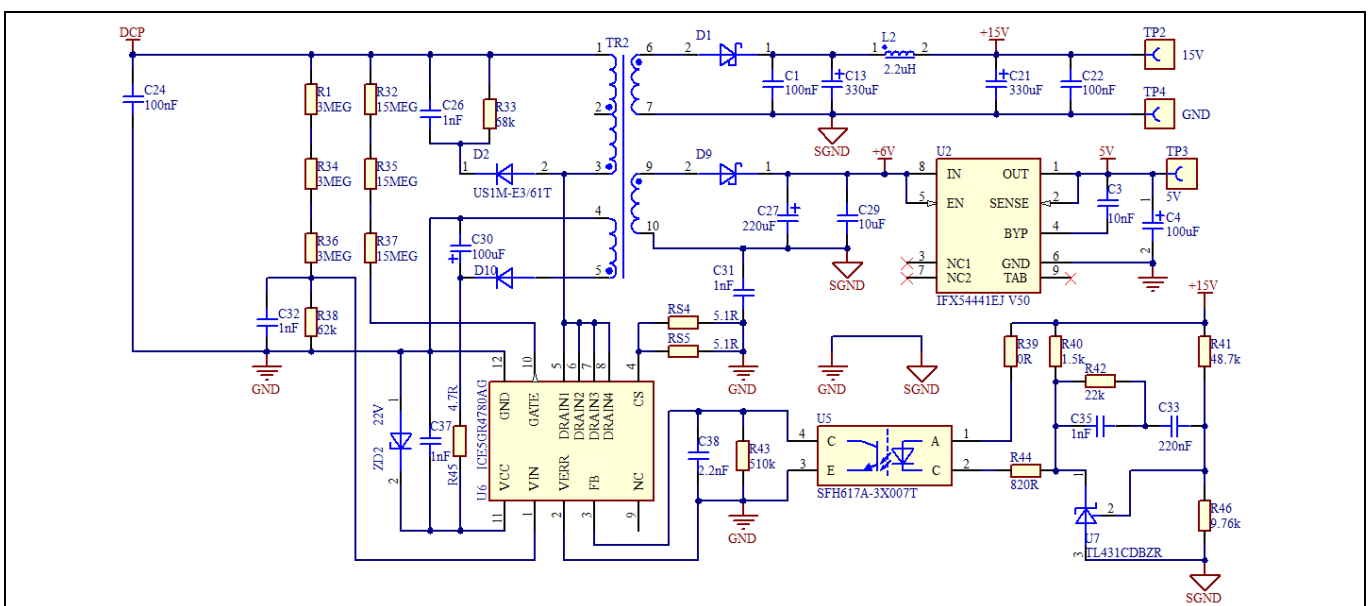 DCP
C24
100nF
R1
3MEG
R32
15MEG
C26
1nF
R33
68k
TR2
1
6
2
3
7
D1
2
1
C1
100nF
C13
330uF
L2
1
2
2.2uH
+15V
C21
330uF
C22
100nF
TP2
15V
TP4
GND
SGND
R34
3MEG
R35
15MEG
D2
1
2
US1M-E3/61T
9
10
4
5
D9
2
1
C27
220uF
C29
10uF
SGND
+6V
U2
8
IN
OUT
1
5
EN
SENSE
2
BYP
4
3
NC1
GND
6
7
NC2
TAB
9
IFX54441EJ V50
5V
C3
10nF
TP3
5V
1
C4
100uF
2
R36
3MEG
R37
15MEG
C30
100uF
D10
C31
1nF
C32
1nF
R38
62k
GND
RS4
5.1R
RS5
5.1R
GND
GND
SGND
+15V
R39
0R
R40
1.5k
R41
48.7k
R42
22k
C35
1nF
C33
220nF
ZD2
22V
1
2
C37
1nF
R45
4.7R
U6
ICE5GR4780AG
12
10
5
6
7
8
4
GND
GATE
DRAIN1
DRAIN2
DRAIN3
DRAIN4
CS
VCC
VIN
VERR
FB
NC
11
1
2
3
9
C38
2.2nF
R43
510k
GND
U5
4
C
A
1
3
E
C
2
SFH617A-3X007T
R44
820R
1
2
3
U7
TL431CDBZR
R46
9.76k
SGND